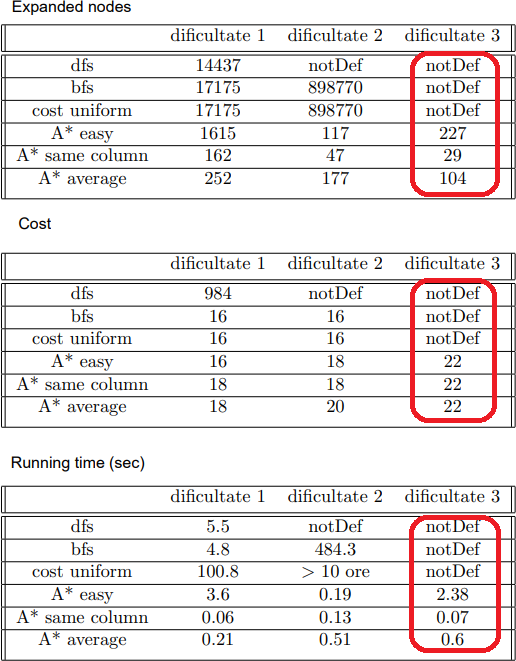 Expanded nodes
dificultate 1 dificultate 2 dificultate 3
dfs 14437 notDef notDef
bfs 17175 898770 notDef
cost uniform 17175 898770 notDef
A* easy 1615 117 227
A* same column 162 47 29
A* average 252 177 104
Cost
dificultate 1 dificultate 2 dificultate 3
dfs 984 notDef notDef
bfs 16 16 notDef
cost uniform 16 16 notDef
A* easy 16 18 22
A* same column 18 18 22
A* average 18 20 22
Running time (sec)
dificultate 1 dificultate 2 dificultate 3
dfs 5.5 notDef notDef
bfs 4.8 484.3 notDef
cost uniform 100.8 > 10 ore notDef
A* easy 3.6 0.19 2.38
A* same column 0.06 0.13 0.07
A* average 0.21 0.51 0.6